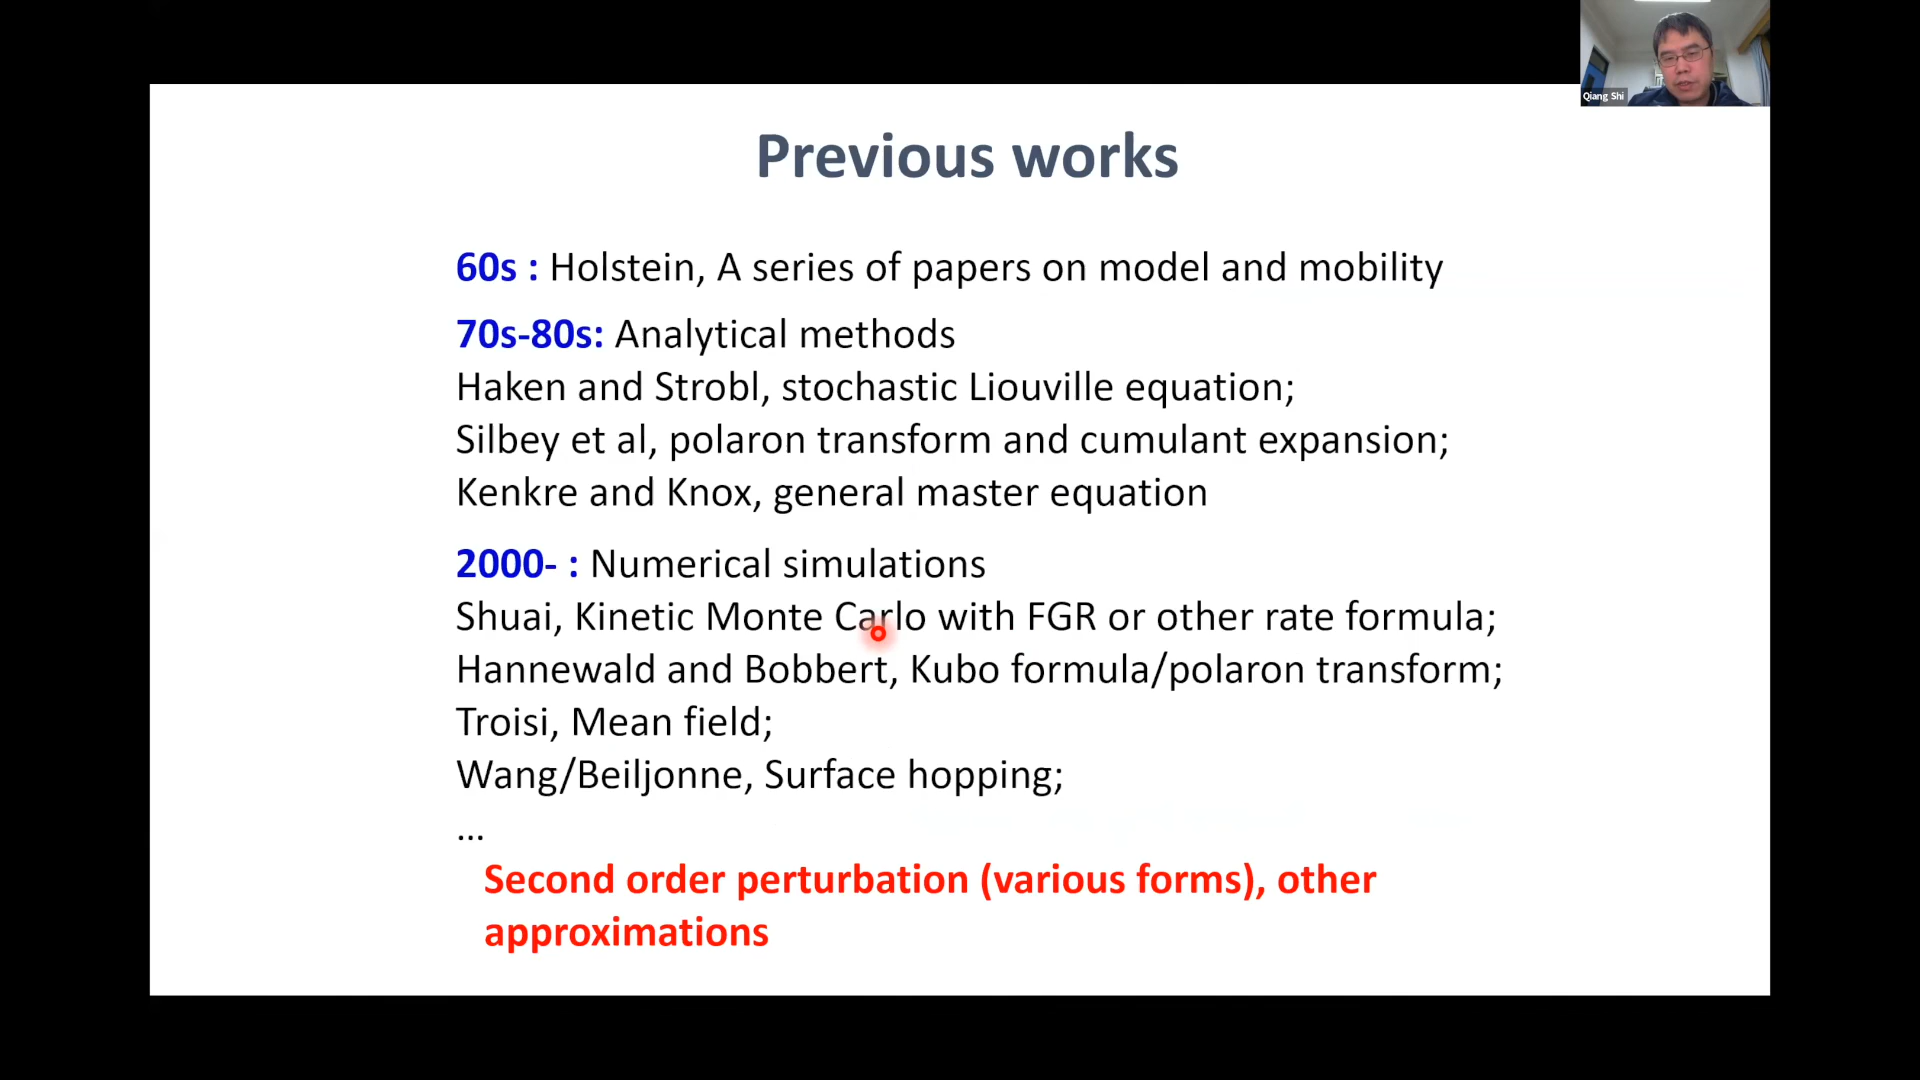 Qiang Shi
Previous works
60s : Holstein, A series of papers on model and mobility
70s-80s: Analytical methods
Haken and Strobl, stochastic Liouville equation;
Silbey et al, polaron transform and cumulant expansion;
Kenkre and Knox, general master equation
2000- : Numerical simulations
Shuai, Kinetic Monte Carlo with FGR or other rate formula;
Hannewald and Bobbert, Kubo formula/polaron transform;
Troisi, Mean field;
Wang/Beiljonne, Surface hopping;
...
Second order perturbation (various forms), other
approximations